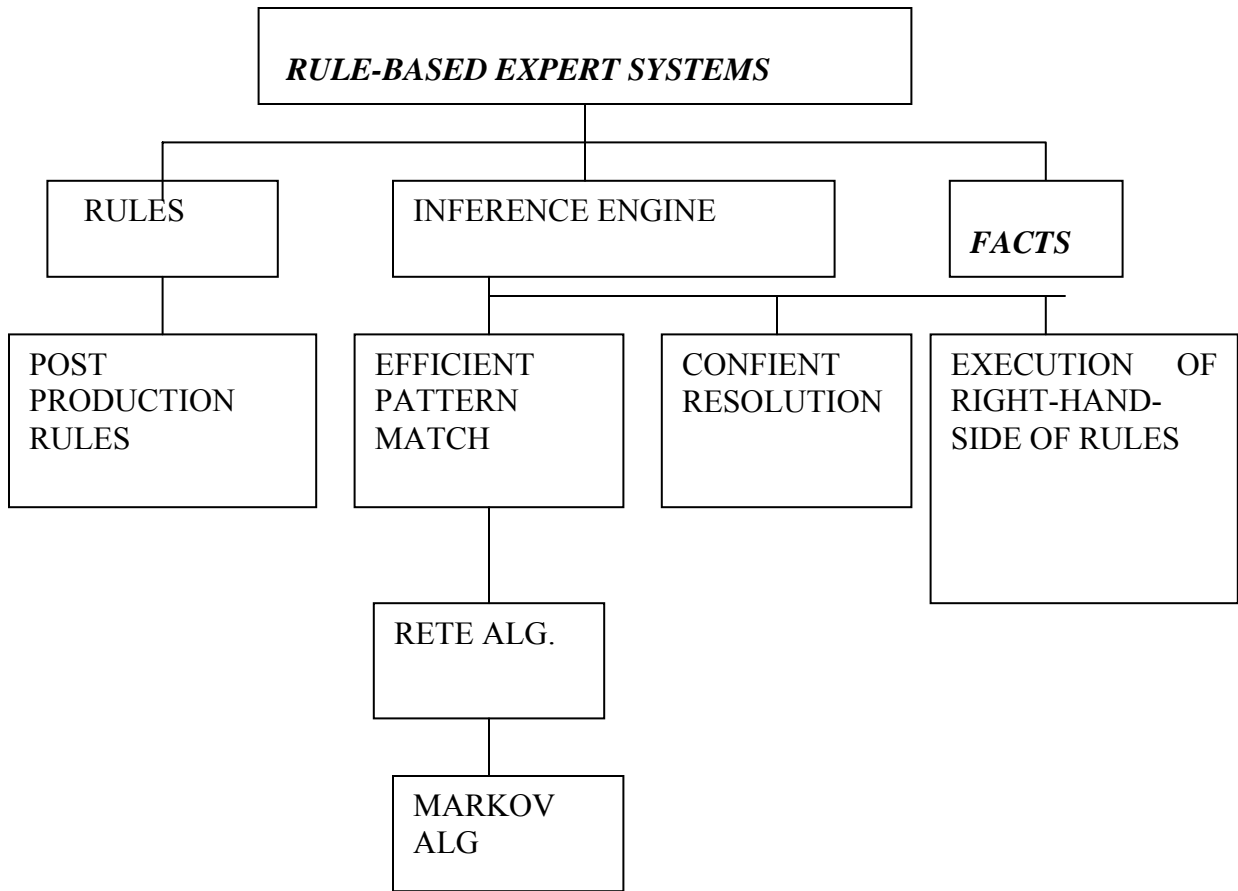 RULE-BASED EXPERT SYSTEMS
RULES
INFERENCE ENGINE
FACTS
POST
PRODUCTION
RULES
EFFICIENT
PATTERN
MATCH
CONFIENT
RESOLUTION
EXECUTION OF
RIGHT-HAND-
SIDE OF RULES
RETE ALG.
MARKOV
ALG